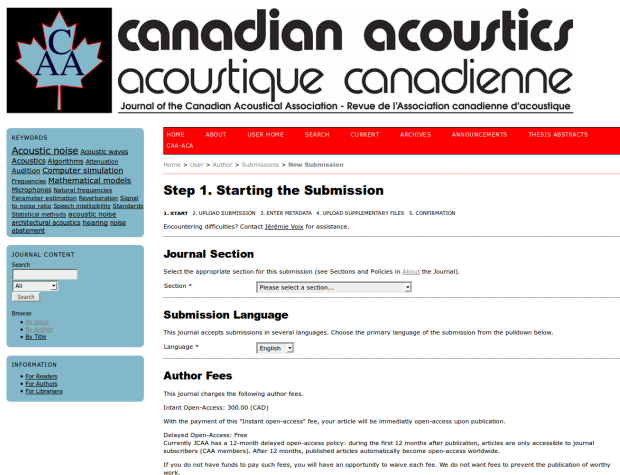 CAA
canadian acoustics
acoustique canadienne
Journal of the Canadian Acoustical Association - Revue de l'Association canadienne d'acoustique
KEYWORDS
Acoustic noise Acoustic waves
Acoustics Algorithms Attenuation
Audition Computer simulation
Frequencies Mathematical models
Microphones Natural frequencies
Parameter estimation Reverberation Signal
to noise ratio Speech intelligibility Standards
Statistical methods acoustic noise
architectural acoustics hearing noise
abatement
JOURNAL CONTENT
Search
All
Search
Browse
By Issue
By Author
By Title
INFORMATION
For Readers
For Authors
For Librarians
HOME ABOUT USER HOME SEARCH CURRENT ARCHIVES ANNOUNCEMENTS THESIS ABSTRACTS
CAA-ACA
Home > User > Author > Submissions > New Submission
Step 1. Starting the Submission
1. START 2. UPLOAD SUBMISSION 3. ENTER METADATA 4. UPLOAD SUPPLEMENTARY FILES 5. CONFIRMATION
Encountering difficulties? Contact Jérémie Voix for assistance.
Journal Section
Select the appropriate section for this submission (see Sections and Policies in About the Journal).
Section * Please select a section...
Submission Language
This journal accepts submissions in several languages. Choose the primary language of the submission from the pulldown below.
Language * English
Author Fees
This journal charges the following author fees.
Intant Open-Access: 300.00 (CAD)
With the payment of this "Instant open-access" fee, your article will be immediatly open-access upon publication.
Delayed Open-Access: Free
Currently JCAA has a 12-month delayed open-access policy: during the first 12 months after publication, articles are only accessible to journal
subscribers (CAA members). After 12 months, published articles automatically become open-access worldwide.
If you do not have funds to pay such fees, you will have an opportunity to waive each fee. We do not want fees to prevent the publication of worthy
work.